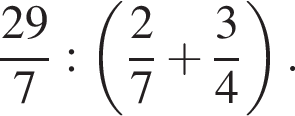 29/7 : (2/7 + 3/4).